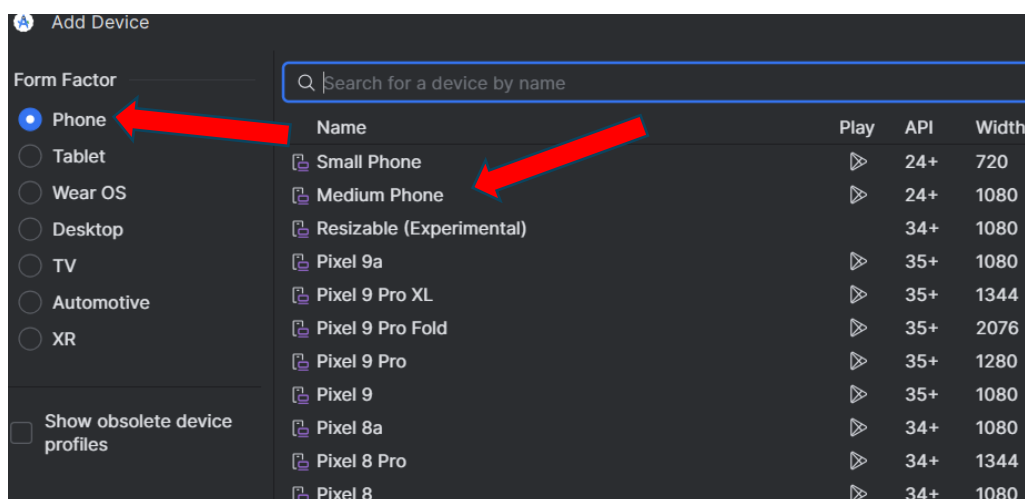 Add Device
Form Factor
Phone
Tablet
Wear OS
Desktop
TV
Automotive
XR
Show obsolete device
profiles
Search for a device by name
Name Play API Width
Small Phone 24+ 720
Medium Phone 24+ 1080
Resizable (Experimental) 34+ 1080
Pixel 9a 35+ 1080
Pixel 9 Pro XL 35+ 1344
Pixel 9 Pro Fold 35+ 2076
Pixel 9 Pro 35+ 1280
Pixel 9 35+ 1080
Pixel 8a 34+ 1080
Pixel 8 Pro 34+ 1344
Pixel 8 34+ 1080